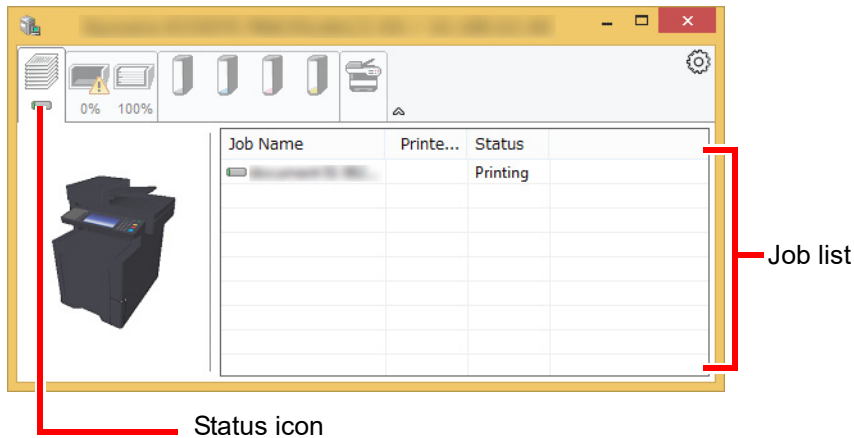 0% 100%
Job Name Printe... Status
Printing
Job list
Status icon